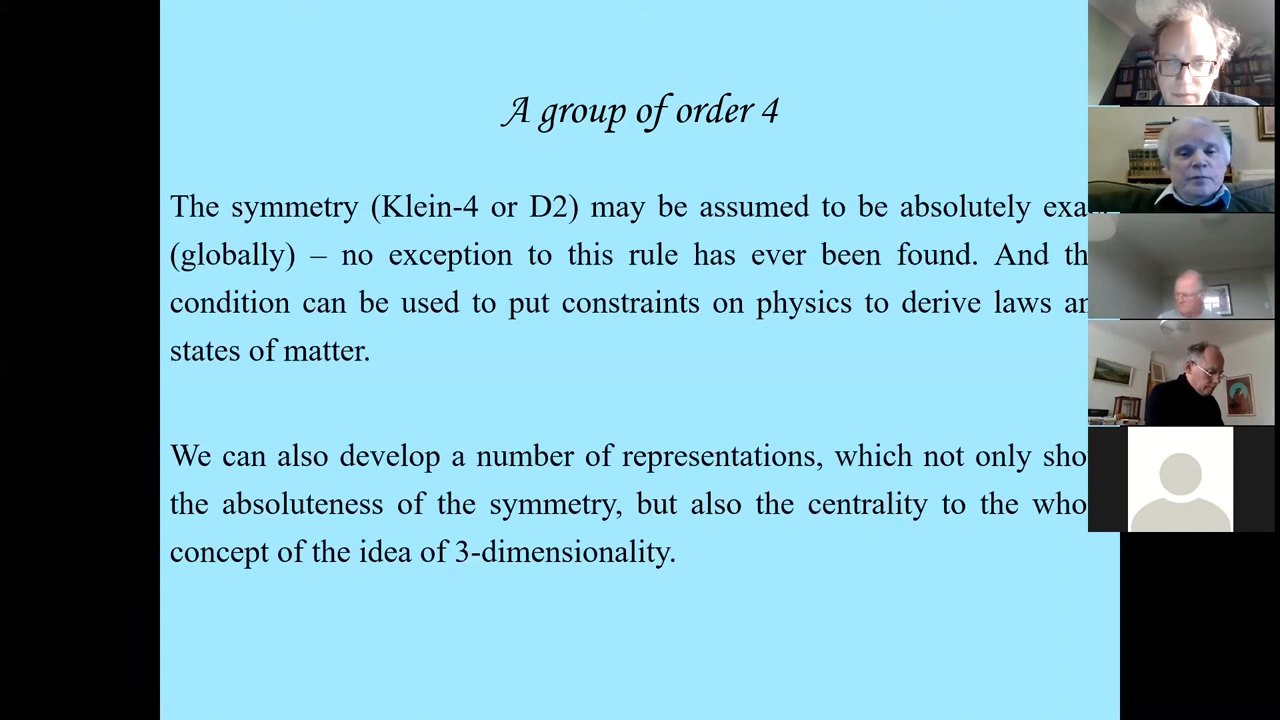 A group of order 4
The symmetry (Klein-4 or D2) may be assumed to be absolutely
(globally) – no exception to this rule has ever been found. And
condition can be used to put constraints on physics to derive laws
states of matter.
We can also develop a number of representations, which not only
the absoluteness of the symmetry, but also the centrality to the
concept of the idea of 3-dimensionality.